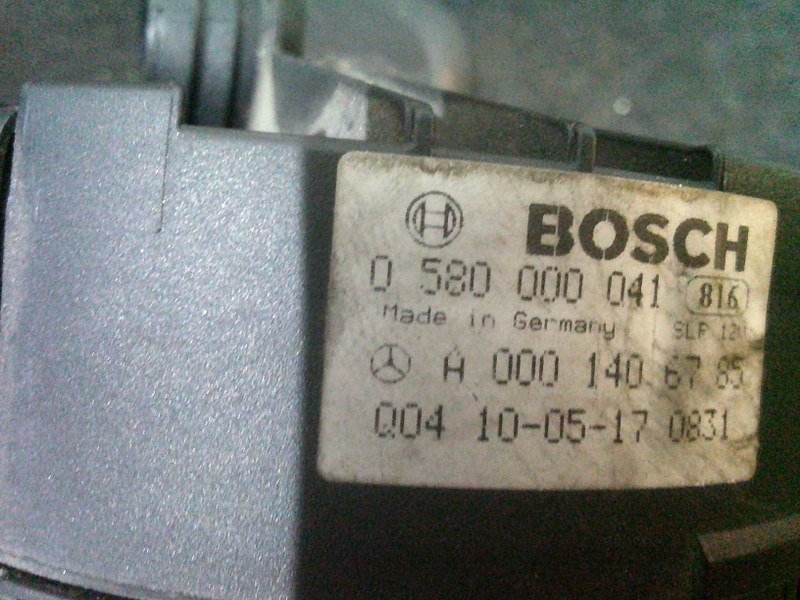 BOSCH
0 580 000 041 816
Made in Germany
A 000 140 67 85
Q04 10-05-17 0831